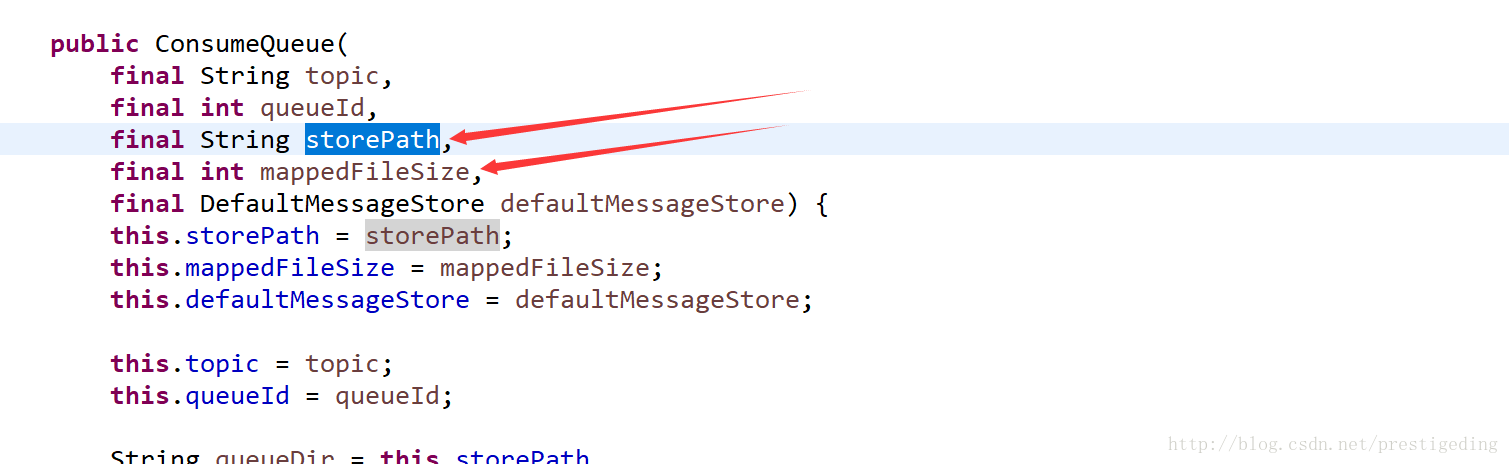 public ConsumeQueue(
final String topic,
final int queueId,
final String storePath,
final int mappedFileSize,
final DefaultMessageStore defaultMessageStore) {
this.storePath = storePath;
this.mappedFileSize = mappedFileSize;
this.defaultMessageStore = defaultMessageStore;
this.topic = topic;
this.queueId = queueId;
http://blog.csdn.net/prestigeding
String queueDir = this.storePath